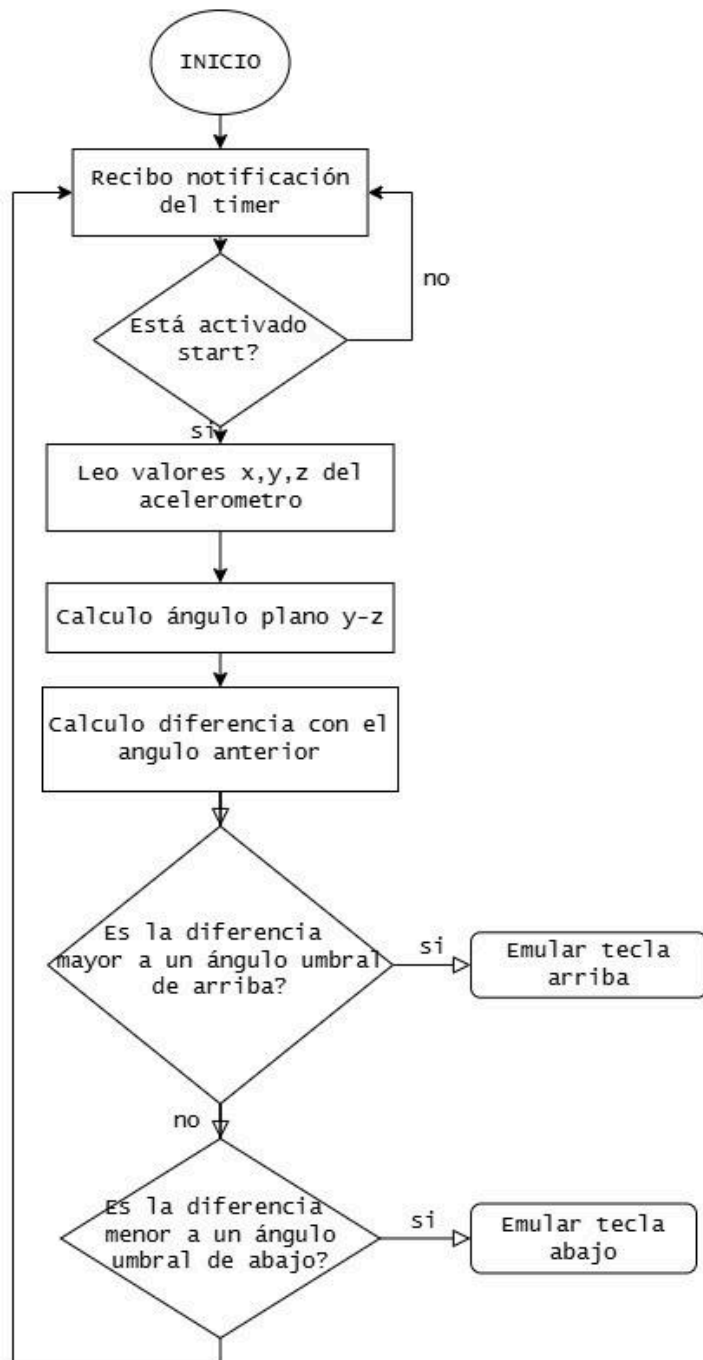 INICIO
Recibo notificación
del timer
no
Está activado
start?
si
Leo valores x,y,z del
acelerometro
Calculo ángulo plano y-z
Calculo diferencia con el
angulo anterior
Es la diferencia
mayor a un ángulo umbral
de arriba?
si
Emular tecla
arriba
no
Es la diferencia
menor a un ángulo
umbral de abajo?
si
Emular tecla
abajo